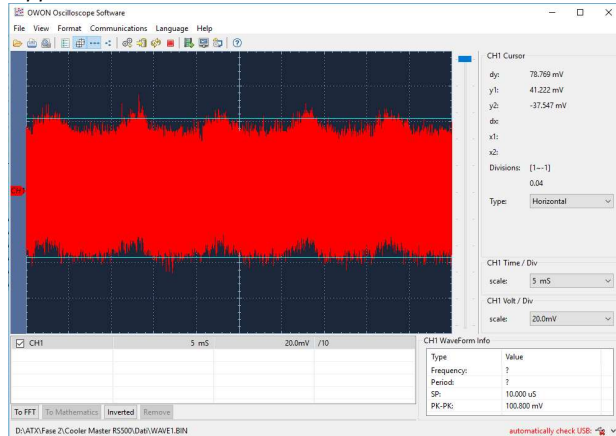 OWON Oscilloscope Software
File View Format Communications Language Help
CH1 Cursor
dy: 78.769 mV
y1: 41.222 mV
y2: -37.547 mV
dx:
x1:
x2:
Divisions: [1~-1]
0.04
Type: Horizontal
CH1
CH1 Time / Div
scale: 5 mS
CH1 Volt / Div
scale: 20.0mV
CH1 5 mS 20.0mV /10
CH1 WaveForm Info
Type Value
Frequency: ?
Period: ?
SP: 10.000 uS
PK-PK: 100.800 mV
To FFT To Mathematics Inverted Remove
D:\ATX\Fase 2\Cooler Master RS500\Dati\WAVE1.BIN
automatically check USB: